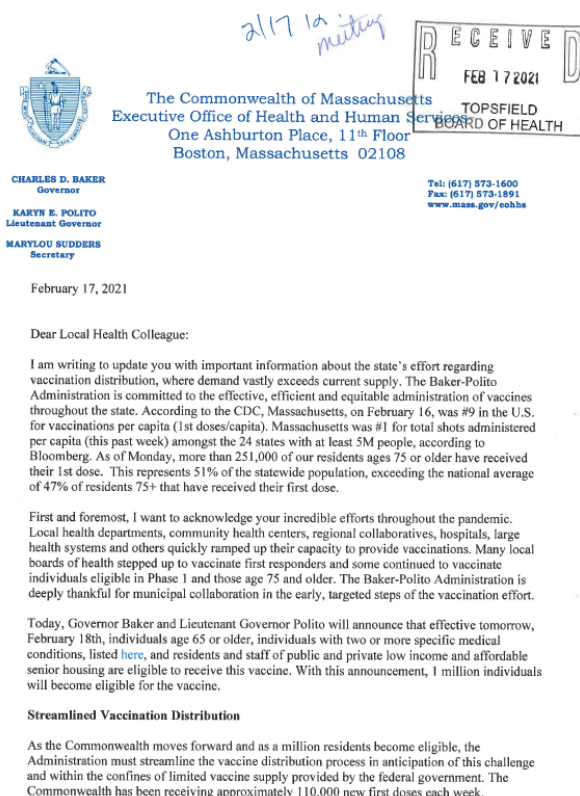 2/17/21
meeting
RECEIVED
FEB 17 2021
TOPSFIELD
BOARD OF HEALTH
The Commonwealth of Massachusetts
Executive Office of Health and Human Services
One Ashburton Place, 11th Floor
Boston, Massachusetts 02108
CHARLES D. BAKER
Governor
KARYN E. POLITO
Lieutenant Governor
MARYLOU SUDDERS
Secretary
Tel: (617) 573-1600
Fax: (617) 573-1891
www.mass.gov/eohhs
February 17, 2021
Dear Local Health Colleague:
I am writing to update you with important information about the state's effort regarding
vaccination distribution, where demand vastly exceeds current supply. The Baker-Polito
Administration is committed to the effective, efficient and equitable administration of vaccines
throughout the state. According to the CDC, Massachusetts, on February 16, was #9 in the U.S.
for vaccinations per capita (1st doses/capita). Massachusetts was #1 for total shots administered
per capita (this past week) amongst the 24 states with at least 5M people, according to
Bloomberg. As of Monday, more than 251,000 of our residents ages 75 or older have received
their 1st dose. This represents 51% of the statewide population, exceeding the national average
of 47% of residents 75+ that have received their first dose.
First and foremost, I want to acknowledge your incredible efforts throughout the pandemic.
Local health departments, community health centers, regional collaboratives, hospitals, large
health systems and others quickly ramped up their capacity to provide vaccinations. Many local
boards of health stepped up to vaccinate first responders and some continued to vaccinate
individuals eligible in Phase 1 and those age 75 and older. The Baker-Polito Administration is
deeply thankful for municipal collaboration in the early, targeted steps of the vaccination effort.
Today, Governor Baker and Lieutenant Governor Polito will announce that effective tomorrow,
February 18th, individuals age 65 or older, individuals with two or more specific medical
conditions, listed here, and residents and staff of public and private low income and affordable
senior housing are eligible to receive this vaccine. With this announcement, 1 million individuals
will become eligible for the vaccine.
Streamlined Vaccination Distribution
As the Commonwealth moves forward and as a million residents become eligible, the
Administration must streamline the vaccine distribution process in anticipation of this challenge
and within the confines of limited vaccine supply provided by the federal government. The
Commonwealth has been receiving approximately 110,000 new first doses each week.